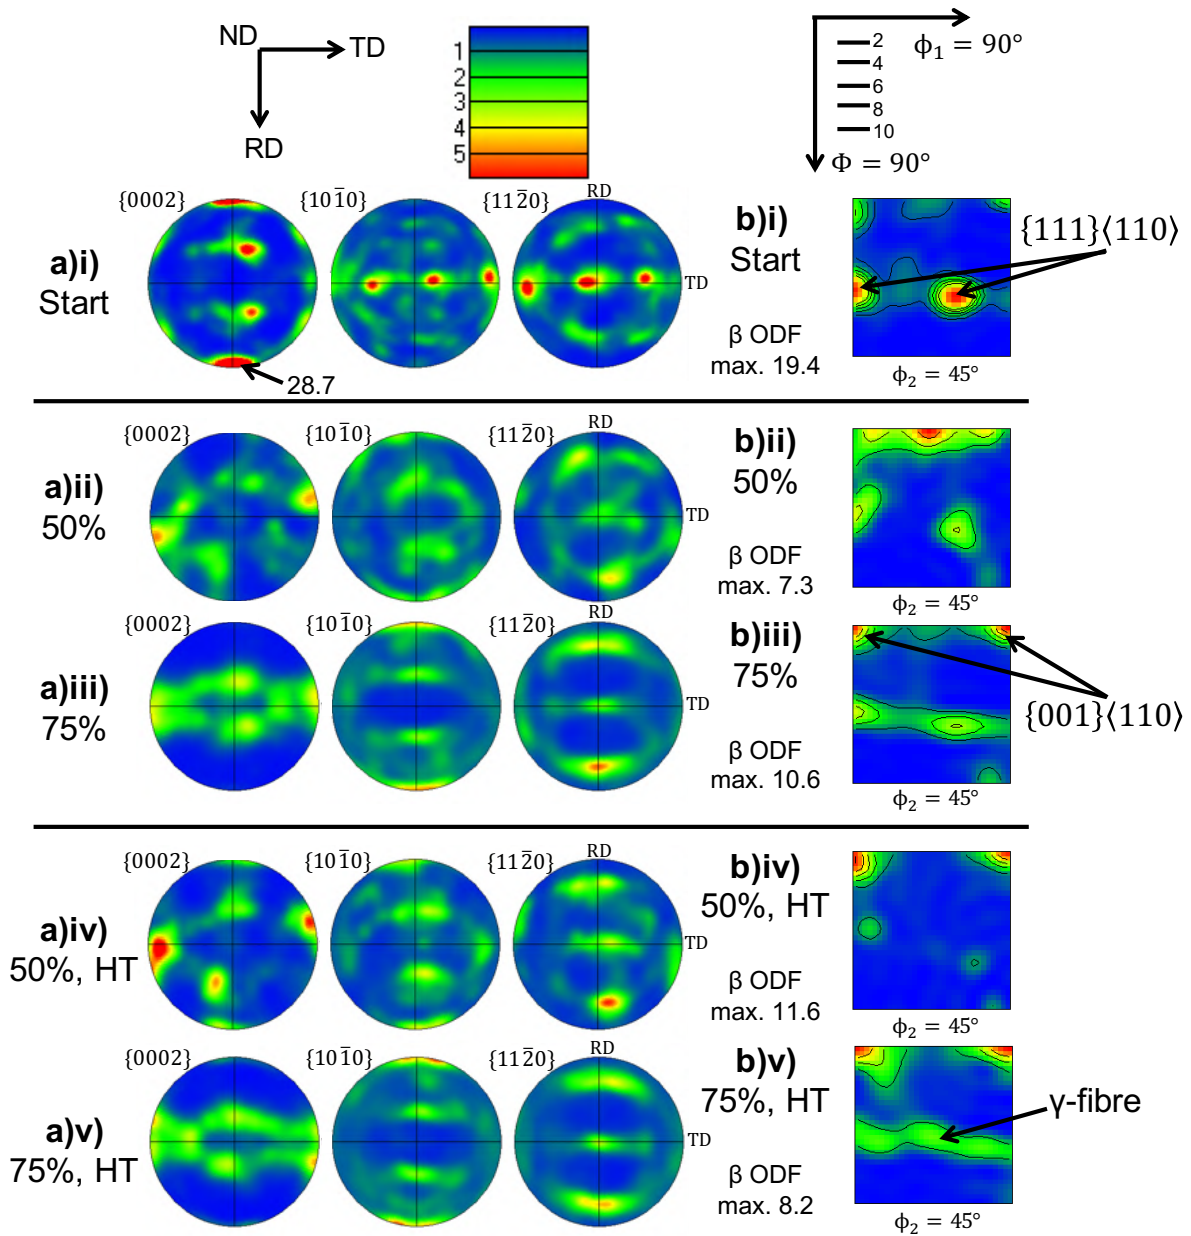 ND
TD
RD
1
2
3
4
5
ϕ₁ = 90°
2
4
6
8
10
Φ = 90°
a)i)
Start
{0002}
{101̅0}
{112̅0}
RD
TD
28.7
b)i)
Start
β ODF
max. 19.4
{111}⟨110⟩
ϕ₂ = 45°
a)ii)
50%
{0002}
{101̅0}
{112̅0}
RD
TD
b)ii)
50%
β ODF
max. 7.3
ϕ₂ = 45°
a)iii)
75%
{0002}
{101̅0}
{112̅0}
RD
TD
b)iii)
75%
β ODF
max. 10.6
{001}⟨110⟩
ϕ₂ = 45°
a)iv)
50%, HT
{0002}
{101̅0}
{112̅0}
RD
TD
b)iv)
50%, HT
β ODF
max. 11.6
ϕ₂ = 45°
a)v)
75%, HT
{0002}
{101̅0}
{112̅0}
RD
TD
b)v)
75%, HT
β ODF
max. 8.2
γ-fibre
ϕ₂ = 45°